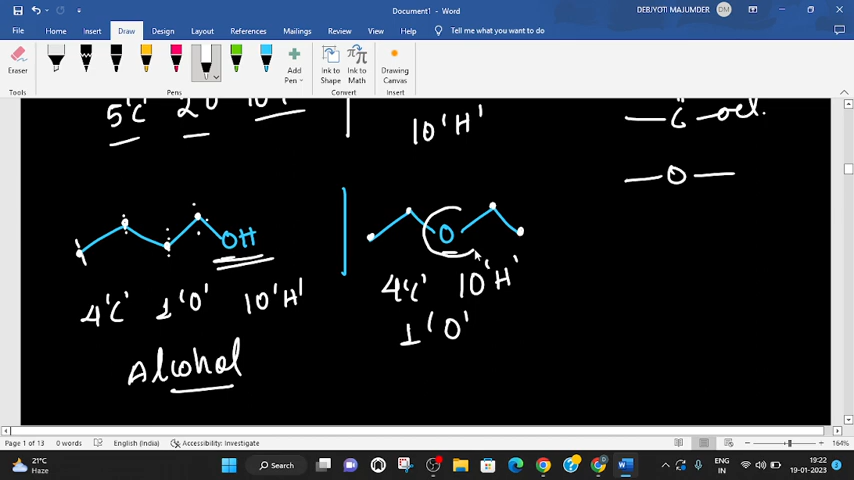 Document1 - Word
DEBJYOTI MAJUMDER
DM
File
Home
Insert
Draw
Design
Layout
References
Mailings
Review
View
Help
Tell me what you want to do
Eraser
Add Pen
Ink to Shape
Ink to Math
Drawing Canvas
Tools
Pens
Convert
Insert
5'C'
10'H'
—C—
—O—
OH
O
4'C' 1'O' 10'H'
4'C' 10'H'
1'O'
Alcohol
Page 1 of 13
0 words
English (India)
Accessibility: Investigate
164%
21°C
Haze
Search
ENG
IN
19:22
19-01-2023